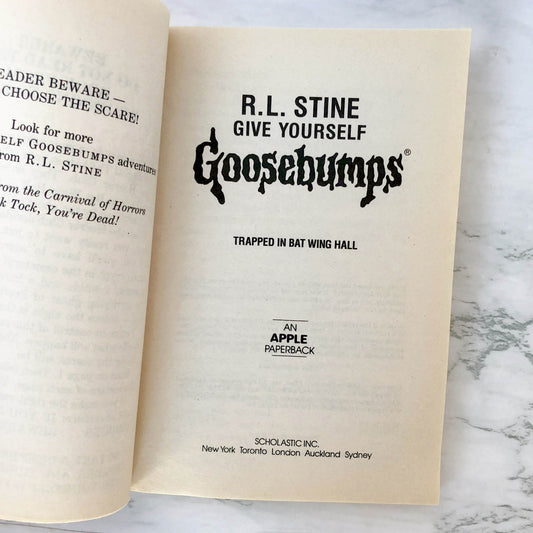 EADER BEWARE —
CHOOSE THE SCARE!
Look for more
ELF GOOSEBUMPS adventures
rom R.L. STINE
rom the Carnival of Horrors
k Tock, You're Dead!
R.L. STINE
GIVE YOURSELF
Goosebumps®
TRAPPED IN BAT WING HALL
AN
APPLE
PAPERBACK
SCHOLASTIC INC.
New York Toronto London Auckland Sydney